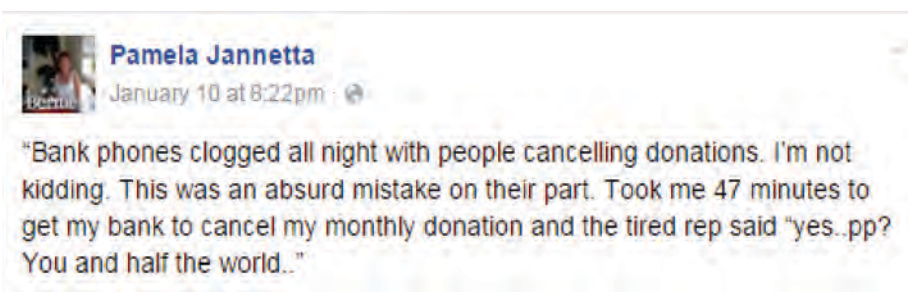 Pamela Jannetta
January 10 at 8:22pm ·
Bernie
“Bank phones clogged all night with people cancelling donations. I'm not
kidding. This was an absurd mistake on their part. Took me 47 minutes to
get my bank to cancel my monthly donation and the tired rep said “yes..pp?
You and half the world..”